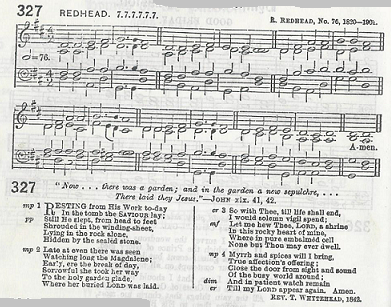 327 REDHEAD. 7.7.7.7.7.7. R. REDHEAD, No. 76, 1820–1901.
=76.
A-men.
327 "Now . . . there was a garden; and in the garden a new sepulchre, . . .
There laid they Jesus."—JOHN xix. 41, 42.
mp 1 RESTING from His Work to-day
In the tomb the SAVIOUR lay;
pp Still He slept, from head to feet
Shrouded in the winding-sheet,
Lying in the rock alone,
Hidden by the sealed stone.
mp 2 Late at even there was seen
Watching long the Magdalene;
Early, ere the break of day,
Sorrowful she took her way
To the holy garden glade,
Where her buried LORD was laid.
cr 3 So with Thee, till life shall end,
I would solemn vigil spend;
mf Let me hew Thee, LORD, a shrine
In this rocky heart of mine,
Where in pure embalmed cell
None but Thou may ever dwell.
mp 4 Myrrh and spices will I bring,
True affection's offering;
Close the door from sight and sound
Of the busy world around;
dim And in patient watch remain
cr Till my LORD appear again. Amen.
REV. T. WHITEHEAD, 1842.